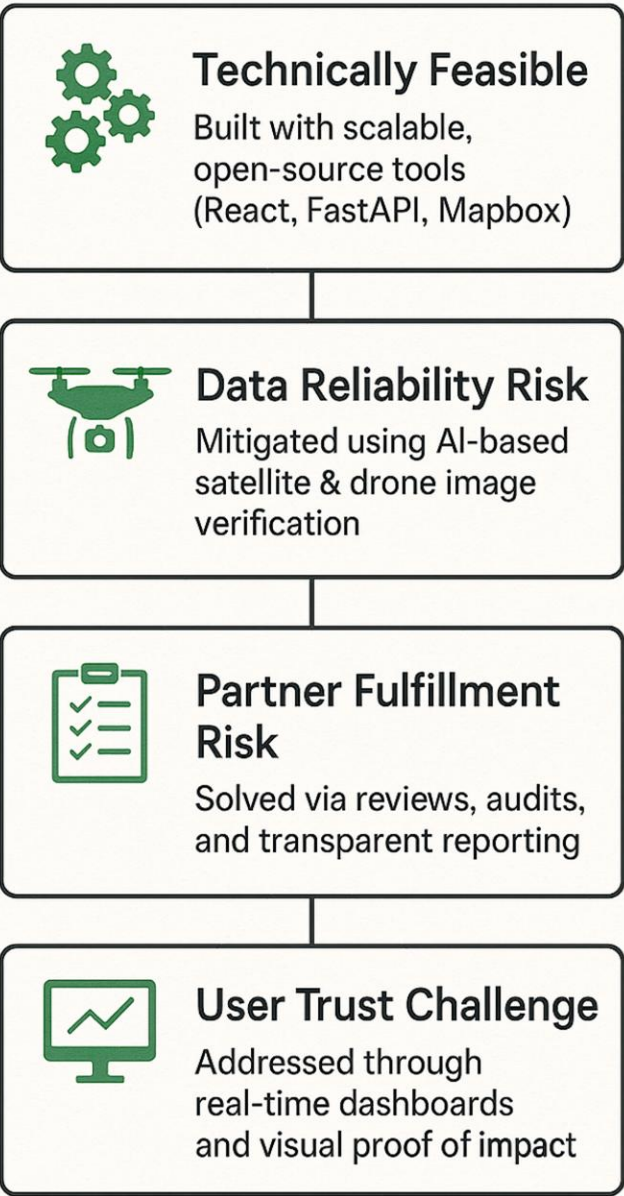 Technically Feasible
Built with scalable,
open-source tools
(React, FastAPI, Mapbox)
Data Reliability Risk
Mitigated using AI-based
satellite & drone image
verification
Partner Fulfillment
Risk
Solved via reviews, audits,
and transparent reporting
User Trust Challenge
Addressed through
real-time dashboards
and visual proof of impact